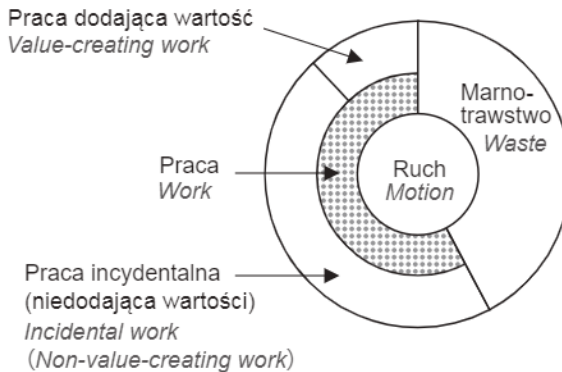 Praca dodająca wartość
Value-creating work
Marno-
trawstwo
Waste
Praca
Work
Ruch
Motion
Praca incydentalna
(niedodająca wartości)
Incidental work
(Non-value-creating work)